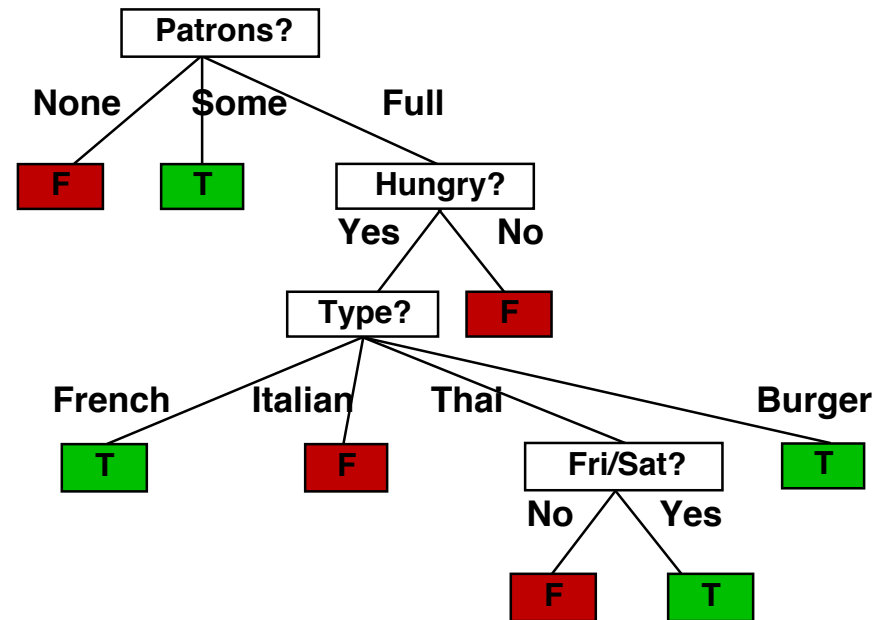 Patrons?
None Some Full
F T Hungry?
Yes No
Type? F
French Italian Thai Burger
T F Fri/Sat? T
No Yes
F T